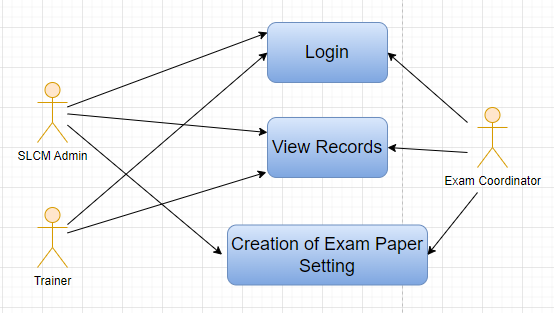 Login
View Records
SLCM Admin
Exam Coordinator
Creation of Exam Paper
Setting
Trainer